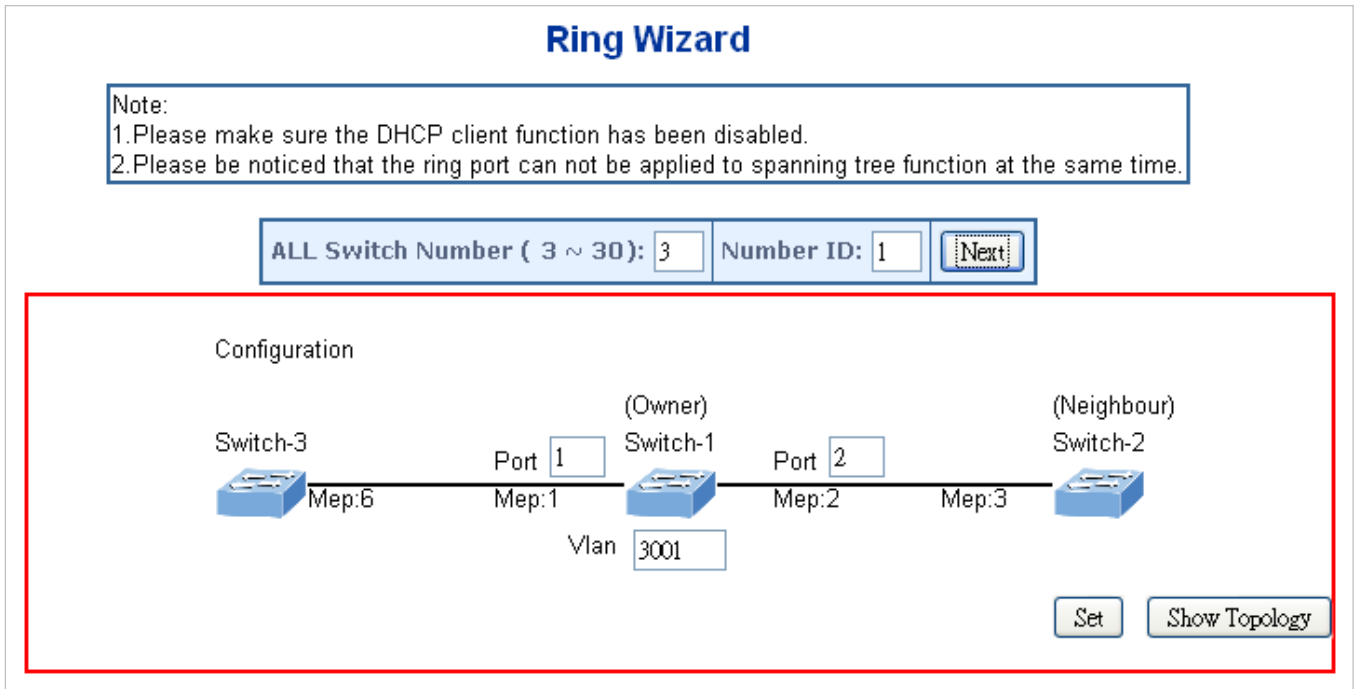 Ring Wizard
Note:
1.Please make sure the DHCP client function has been disabled.
2.Please be noticed that the ring port can not be applied to spanning tree function at the same time.
ALL Switch Number ( 3 ~ 30): 3 Number ID: 1 Next
Configuration
(Owner) (Neighbour)
Switch-3 Port 1 Switch-1 Port 2 Switch-2
Mep:6 Mep:1 Mep:2 Mep:3
Vlan 3001
Set Show Topology